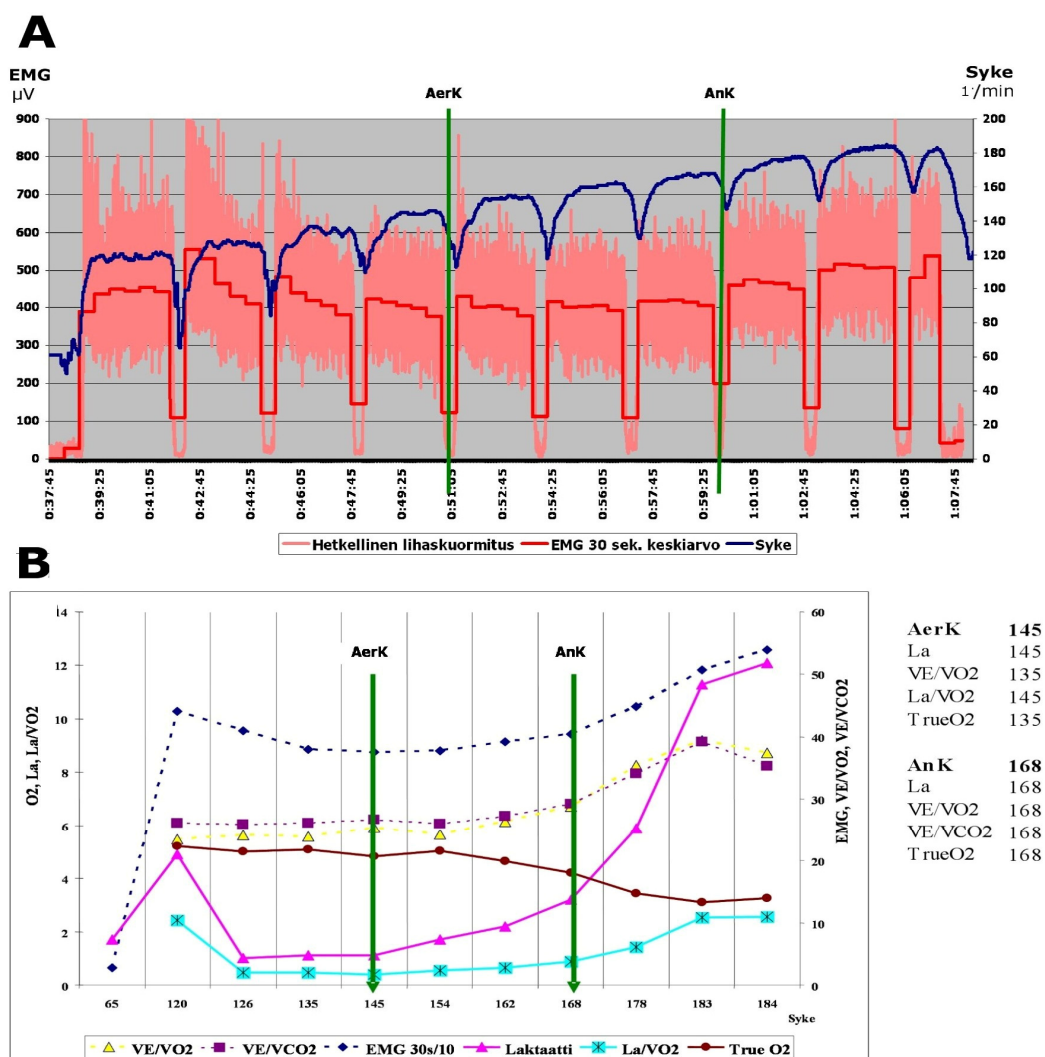 A
EMG
µV
Syke
1/min
AerK
AnK
900
800
700
600
500
400
300
200
100
0
200
180
160
140
120
100
80
60
40
20
0
0:37:45
0:39:25
0:41:05
0:42:45
0:44:25
0:46:05
0:47:45
0:49:25
0:51:05
0:52:45
0:54:25
0:56:05
0:57:45
0:59:25
1:01:05
1:02:45
1:04:25
1:06:05
1:07:45
Hetkellinen lihaskuormitus EMG 30 sek. keskiarvo Syke
B
O2, La, La/VO2
14
12
10
8
6
4
2
0
AerK
AnK
60
50
40
30
20
10
0
EMG, VE/VO2, VE/VCO2
65 120 126 135 145 154 162 168 178 183 184
Syke
VE/VO2 VE/VCO2 EMG 30s/10 Laktaatti La/VO2 True O2
AerK 145
La 145
VE/VO2 135
La/VO2 145
TrueO2 135
AnK 168
La 168
VE/VO2 168
VE/VCO2 168
TrueO2 168